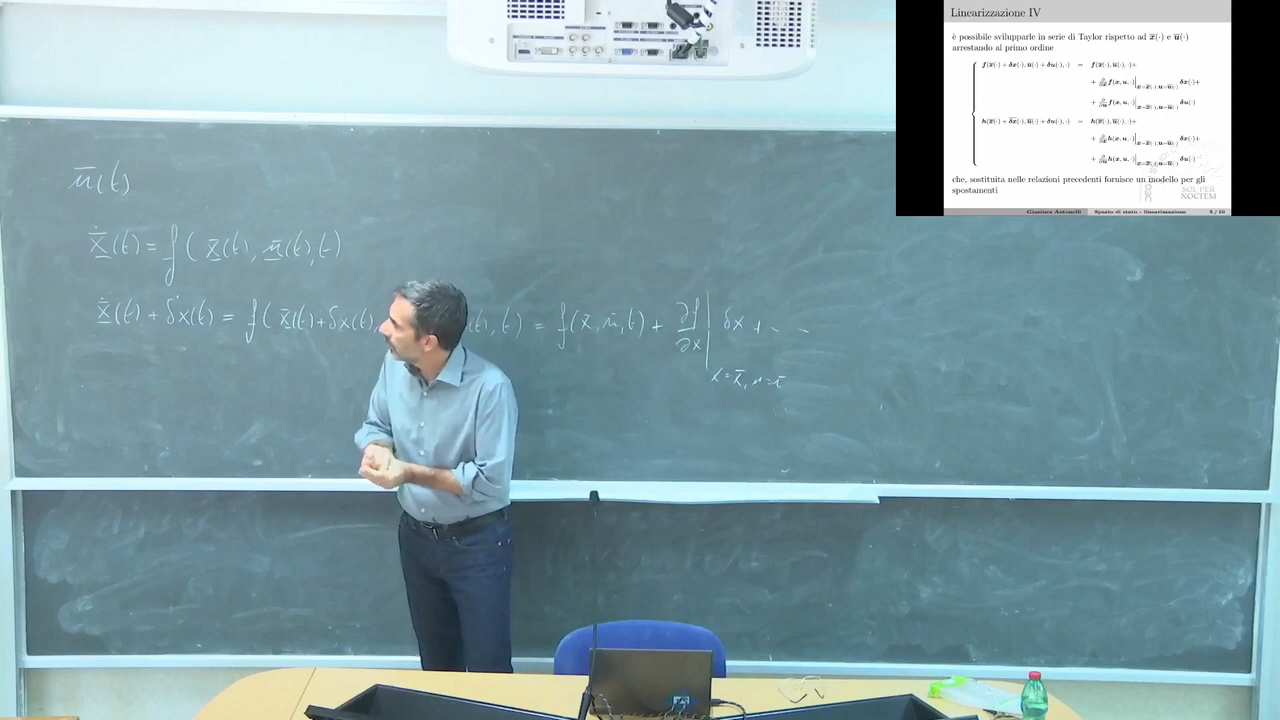 ū(t)
ẋ̄(t) = f( x̄(t), ū(t), t)
ẋ̄(t) + δẋ(t) = f( x̄(t)+δx(t), (t), t) = f(x̄, ū, t) + ∂f/∂x | δx + - -
x = x̄, u = ū
Linearizzazione IV
è possibile svilupparle in serie di Taylor rispetto ad x̄(·) e ū(·)
arrestando al primo ordine
f(x̄(·) + δx(·), ū(·) + δu(·), ·) = f(x̄(·), ū(·), ·)+
+ ∂/∂x f(x, u, ·)|x=x̄(·),u=ū(·) δx(·)+
+ ∂/∂u f(x, u, ·)|x=x̄(·),u=ū(·) δu(·)
h(x̄(·) + δx(·), ū(·) + δu(·), ·) = h(x̄(·), ū(·), ·)+
+ ∂/∂x h(x, u, ·)|x=x̄(·),u=ū(·) δx(·)+
+ ∂/∂u h(x, u, ·)|x=x̄(·),u=ū(·) δu(·)
che, sostituita nelle relazioni precedenti fornisce un modello per gli
spostamenti
SOL PER
NOCTEM
Gianluca Antonelli Spazio di stato - linearizzazione 8 / 10